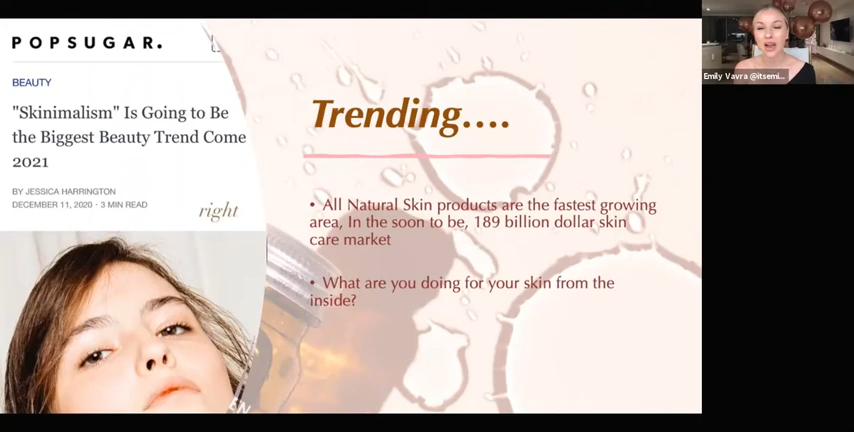 POPSUGAR.
BEAUTY
"Skinimalism" Is Going to Be
the Biggest Beauty Trend Come
2021
BY JESSICA HARRINGTON
DECEMBER 11, 2020 · 3 MIN READ
right
EN
Trending....
• All Natural Skin products are the fastest growing
area, In the soon to be, 189 billion dollar skin
care market
• What are you doing for your skin from the
inside?
Emily Vavra @itsemi...